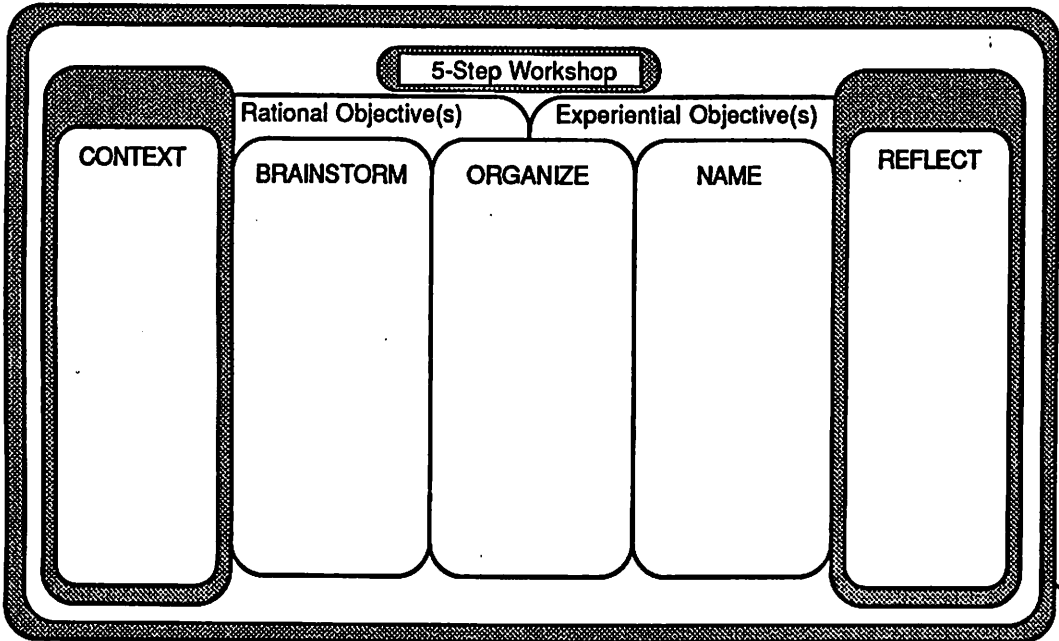 5-Step Workshop
Rational Objective(s)
Experiential Objective(s)
CONTEXT
BRAINSTORM
ORGANIZE
NAME
REFLECT